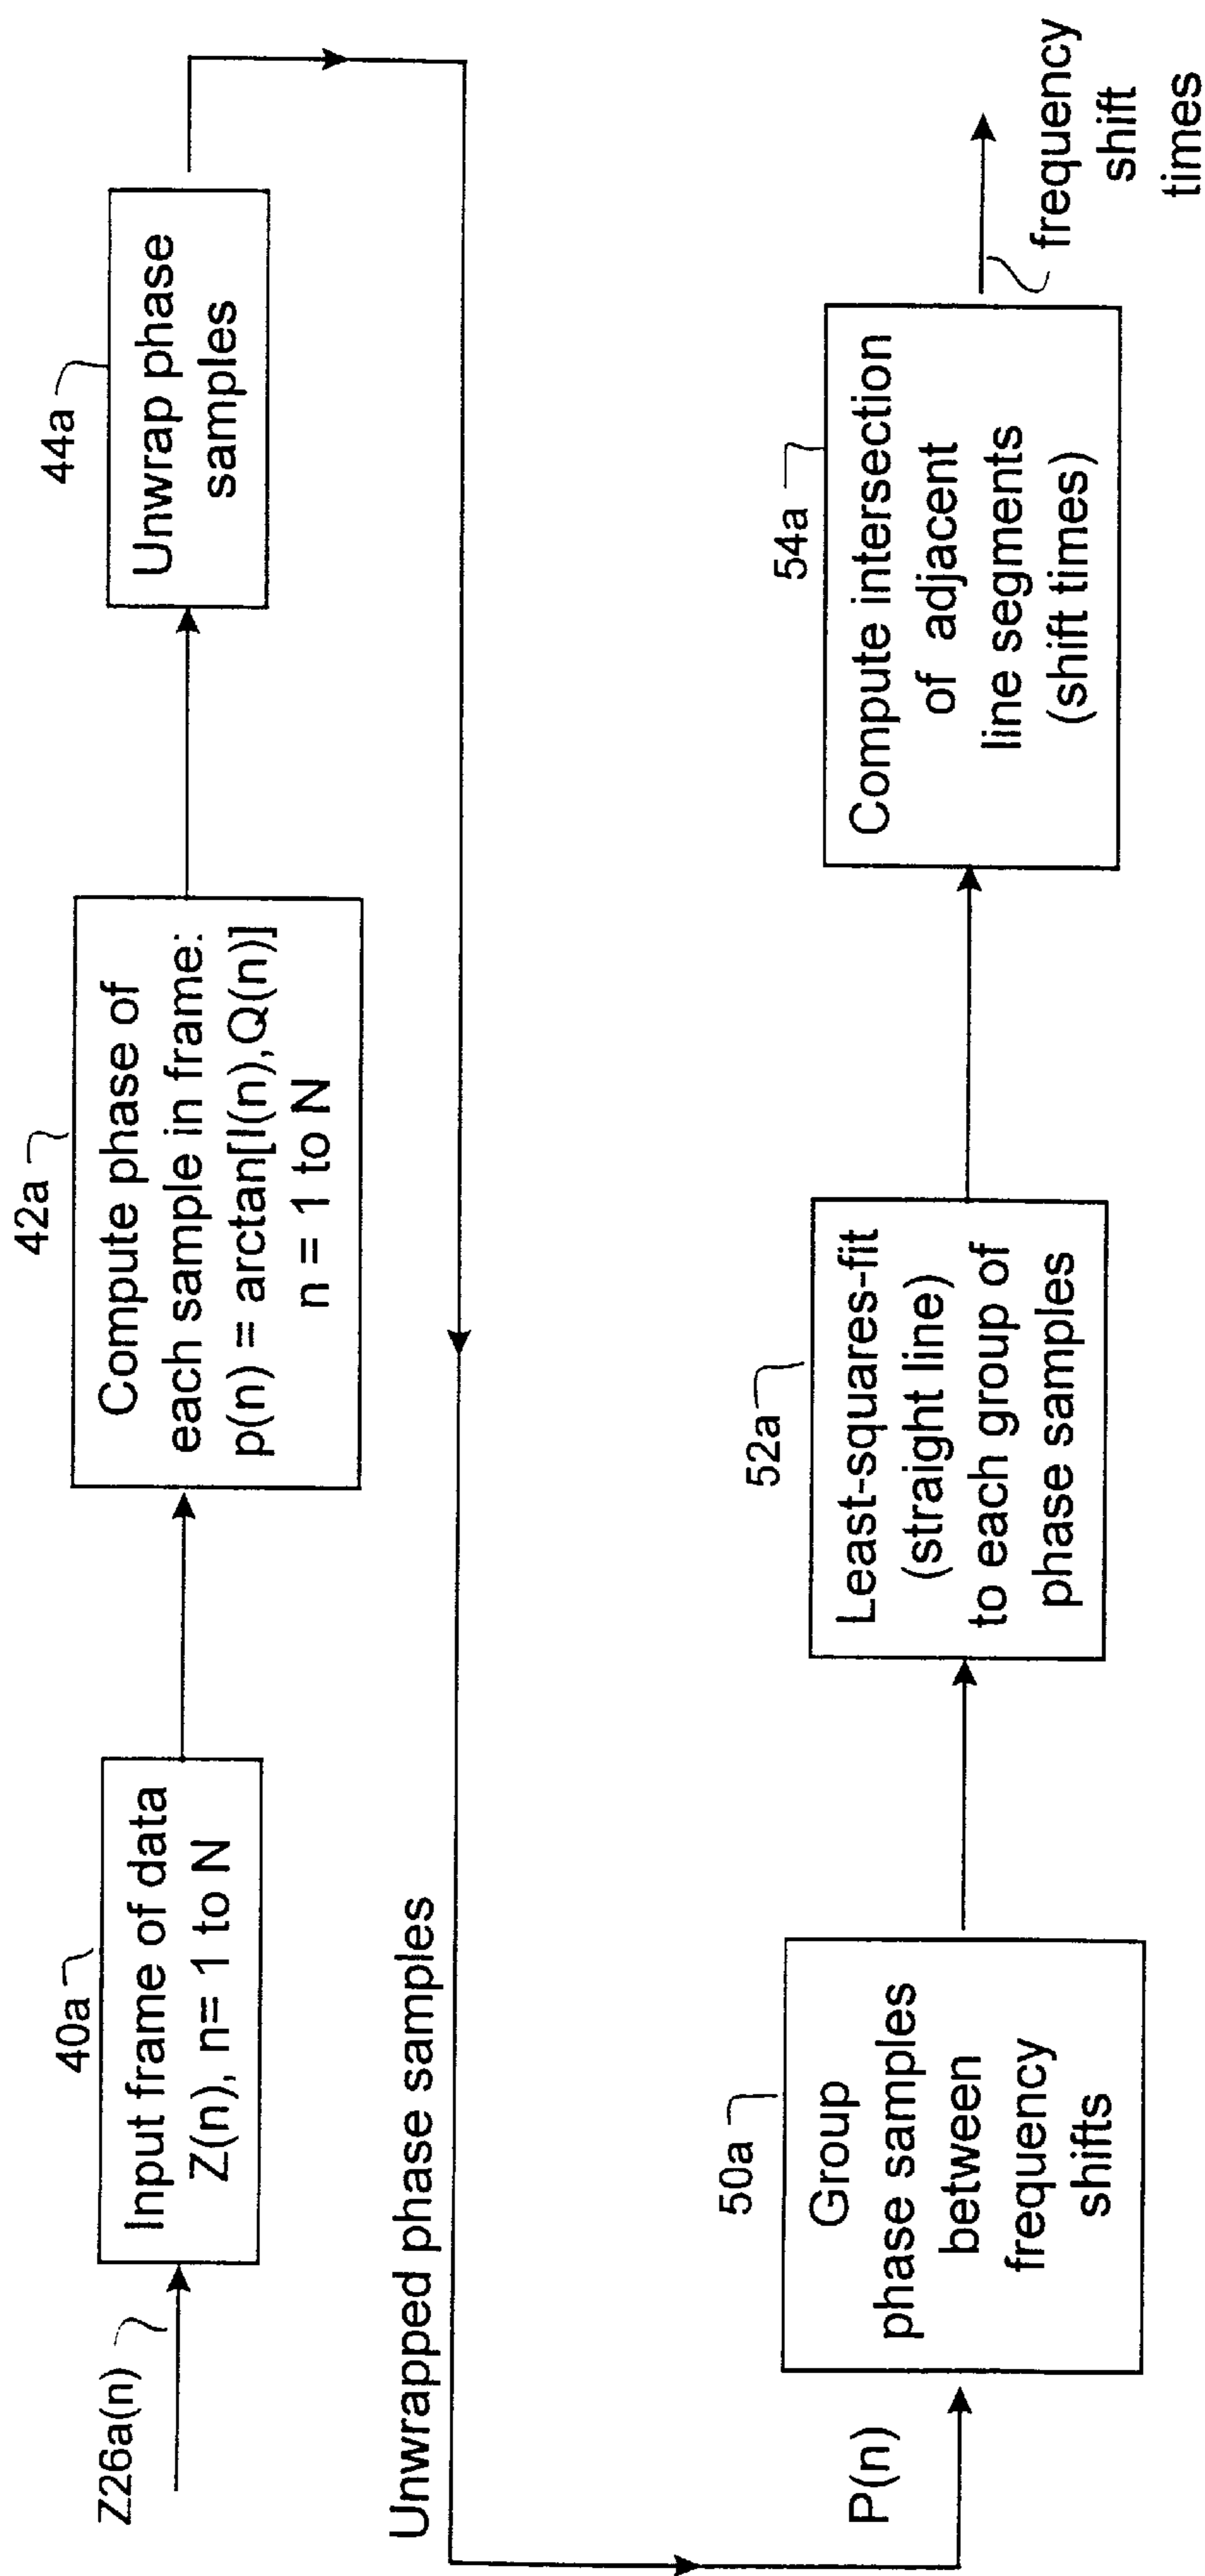 Z26a(n)
40a
Input frame of data
Z(n), n= 1 to N
42a
Compute phase of
each sample in frame:
p(n) = arctan[I(n),Q(n)]
n = 1 to N
44a
Unwrap phase
samples
Unwrapped phase samples
P(n)
50a
Group
phase samples
between
frequency
shifts
52a
Least-squares-fit
(straight line)
to each group of
phase samples
54a
Compute intersection
of adjacent
line segments
(shift times)
frequency
shift
times